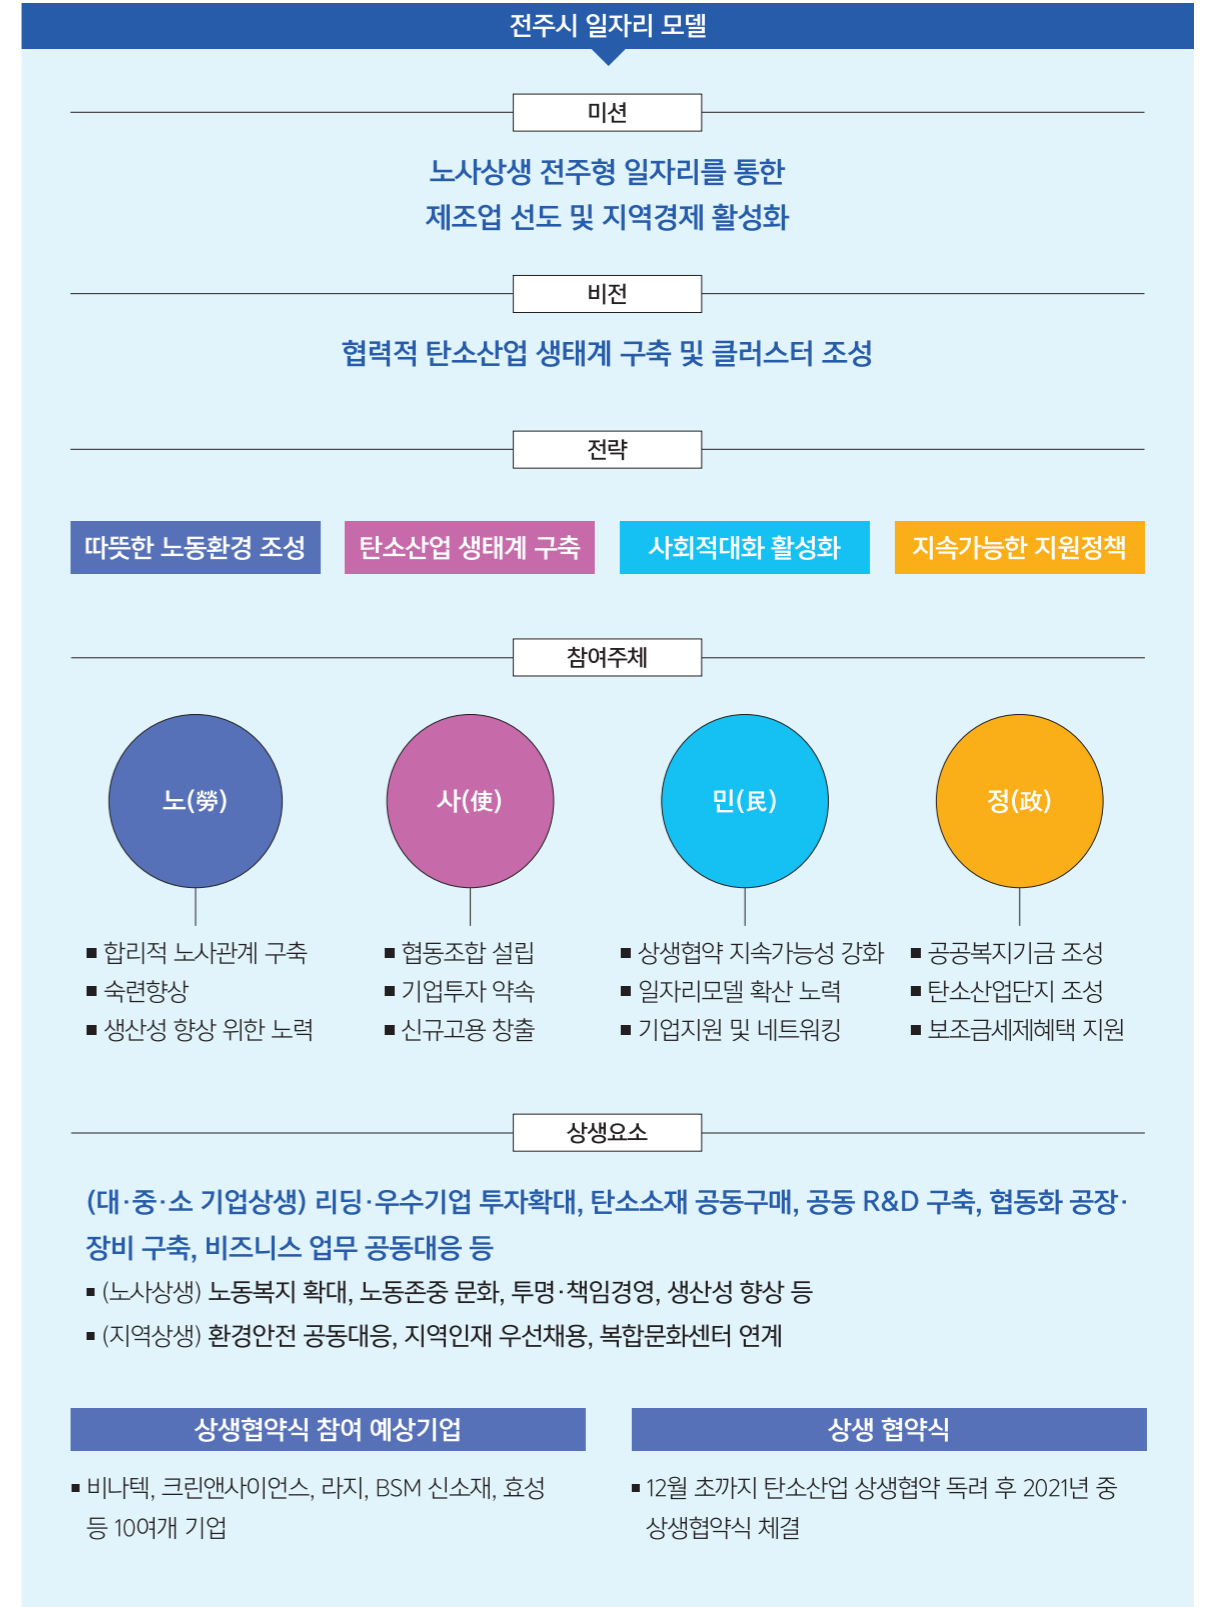 전주시 일자리 모델
미션
노사상생 전주형 일자리를 통한
제조업 선도 및 지역경제 활성화
비전
협력적 탄소산업 생태계 구축 및 클러스터 조성
전략
따뜻한 노동환경 조성
탄소산업 생태계 구축
사회적대화 활성화
지속가능한 지원정책
참여주체
노(勞)
▪ 합리적 노사관계 구축
▪ 숙련향상
▪ 생산성 향상 위한 노력
사(使)
▪ 협동조합 설립
▪ 기업투자 약속
▪ 신규고용 창출
민(民)
▪ 상생협약 지속가능성 강화
▪ 일자리모델 확산 노력
▪ 기업지원 및 네트워킹
정(政)
▪ 공공복지기금 조성
▪ 탄소산업단지 조성
▪ 보조금세제혜택 지원
상생요소
(대·중·소 기업상생) 리딩·우수기업 투자확대, 탄소소재 공동구매, 공동 R&D 구축, 협동화 공장·
장비 구축, 비즈니스 업무 공동대응 등
▪ (노사상생) 노동복지 확대, 노동존중 문화, 투명·책임경영, 생산성 향상 등
▪ (지역상생) 환경안전 공동대응, 지역인재 우선채용, 복합문화센터 연계
상생협약식 참여 예상기업
▪ 비나텍, 크린앤사이언스, 라지, BSM 신소재, 효성
등 10여개 기업
상생 협약식
▪ 12월 초까지 탄소산업 상생협약 독려 후 2021년 중
상생협약식 체결